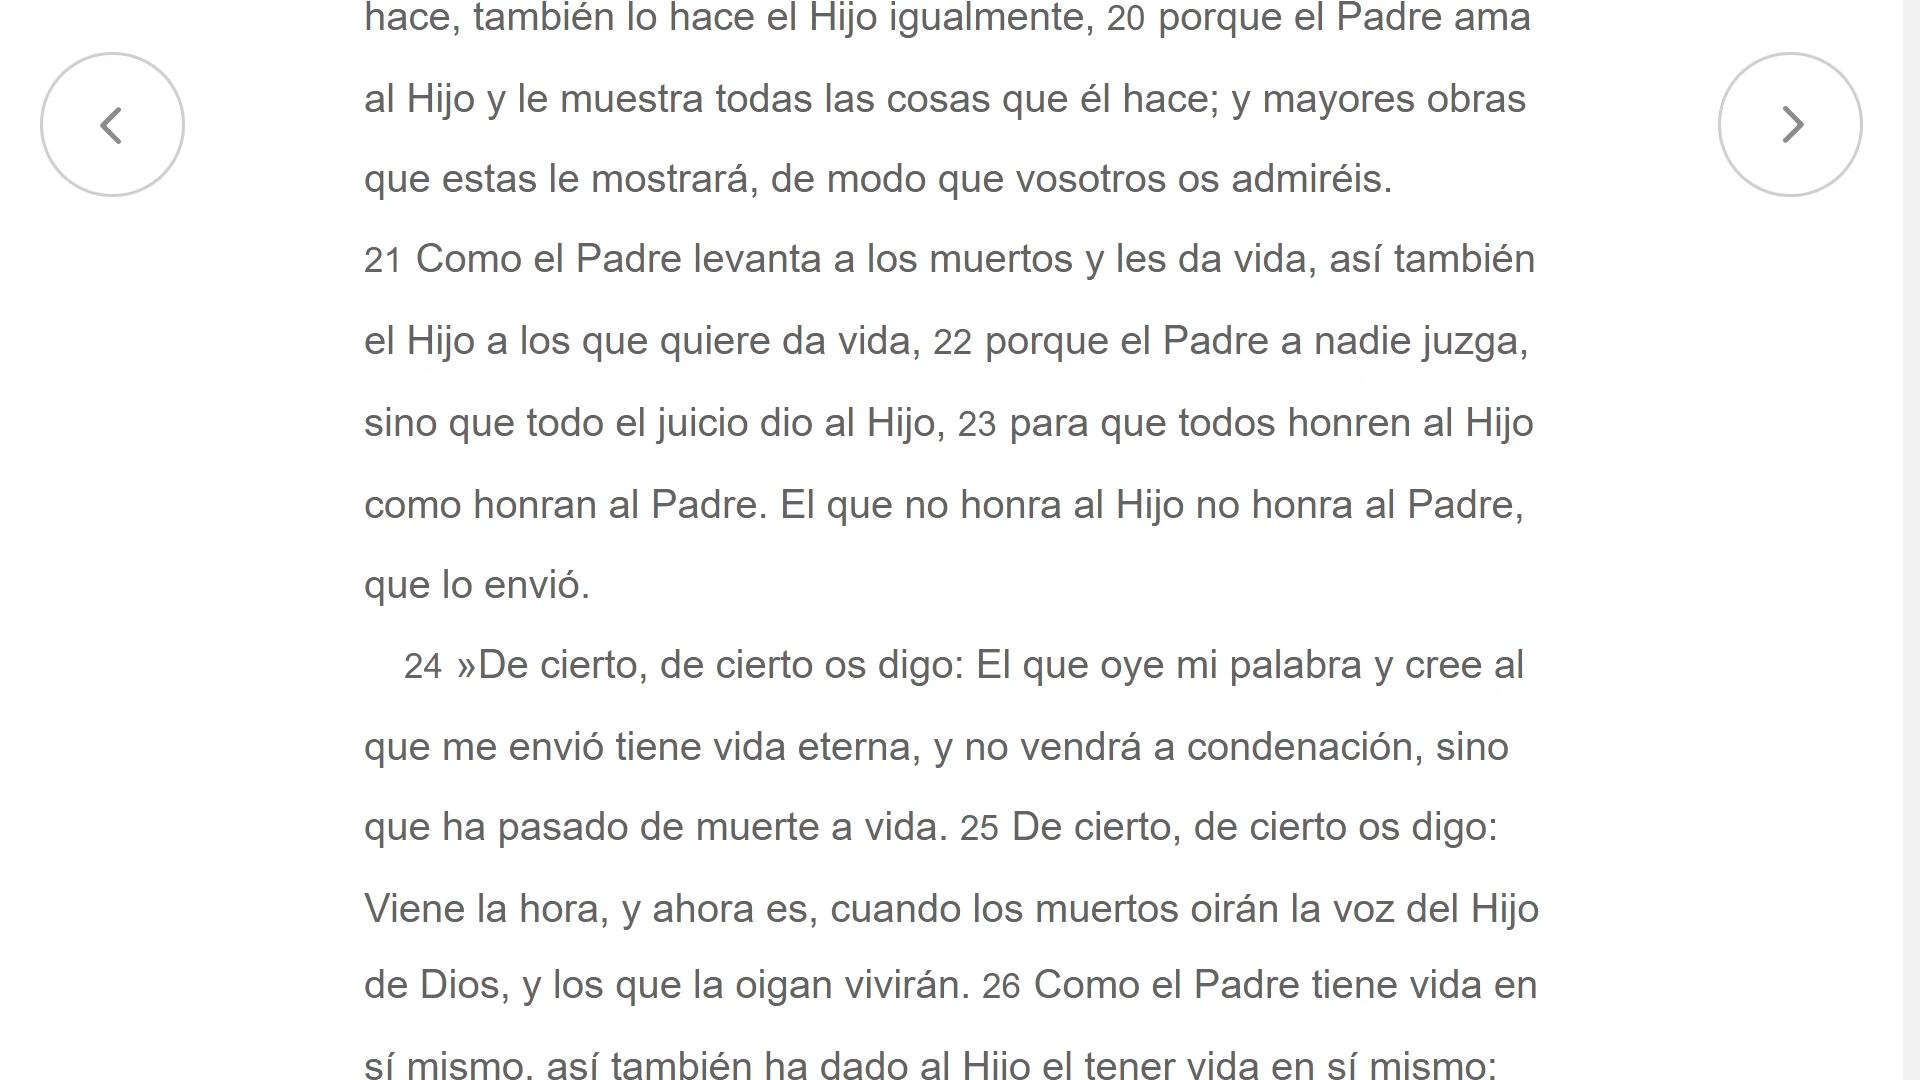 hace, también lo hace el Hijo igualmente, 20 porque el Padre ama
al Hijo y le muestra todas las cosas que él hace; y mayores obras
que estas le mostrará, de modo que vosotros os admiréis.
21 Como el Padre levanta a los muertos y les da vida, así también
el Hijo a los que quiere da vida, 22 porque el Padre a nadie juzga,
sino que todo el juicio dio al Hijo, 23 para que todos honren al Hijo
como honran al Padre. El que no honra al Hijo no honra al Padre,
que lo envió.
24 »De cierto, de cierto os digo: El que oye mi palabra y cree al
que me envió tiene vida eterna, y no vendrá a condenación, sino
que ha pasado de muerte a vida. 25 De cierto, de cierto os digo:
Viene la hora, y ahora es, cuando los muertos oirán la voz del Hijo
de Dios, y los que la oigan vivirán. 26 Como el Padre tiene vida en
sí mismo, así también ha dado al Hijo el tener vida en sí mismo;